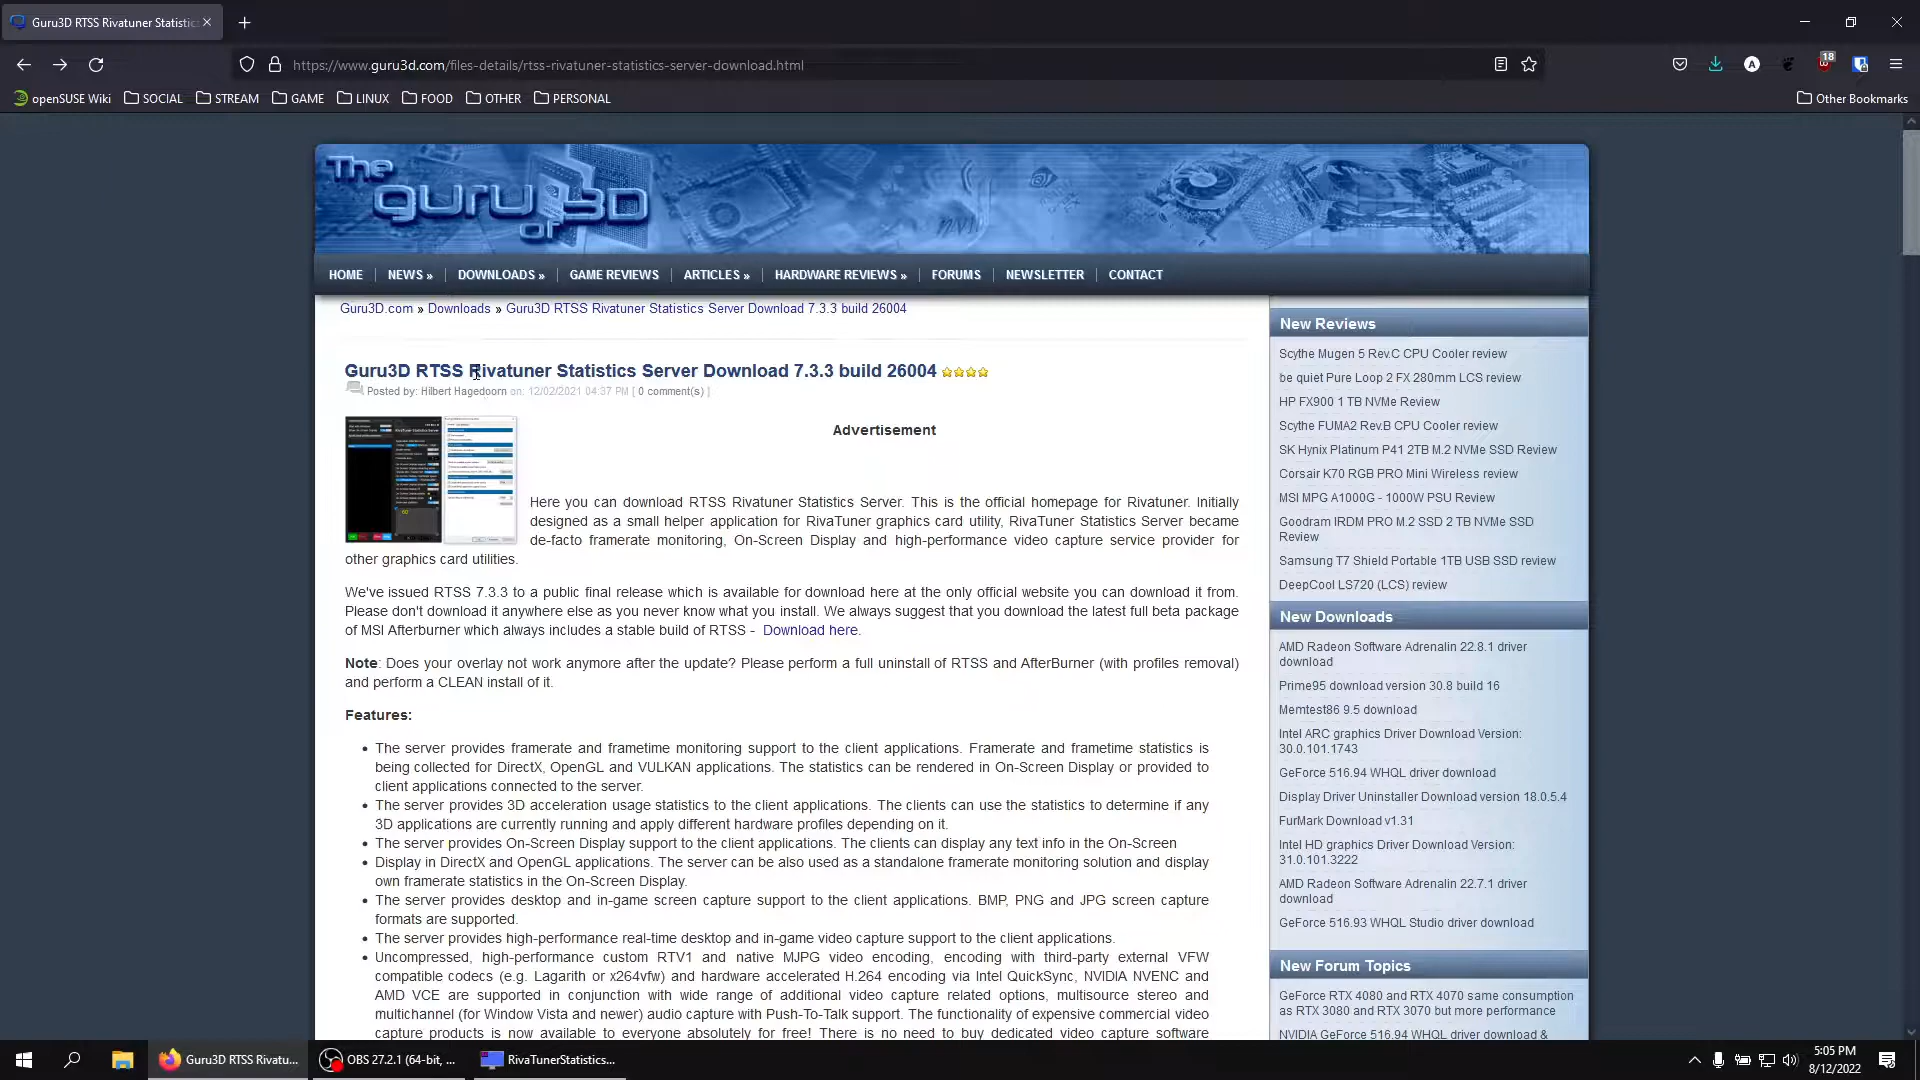 Guru3D RTSS Rivatuner Statistic
https://www.guru3d.com/files-details/rtss-rivatuner-statistics-server-download.html
A
18
openSUSE Wiki SOCIAL STREAM GAME LINUX FOOD OTHER PERSONAL Other Bookmarks
The guru of 3D
HOME NEWS » DOWNLOADS » GAME REVIEWS ARTICLES » HARDWARE REVIEWS » FORUMS NEWSLETTER CONTACT
Guru3D.com » Downloads » Guru3D RTSS Rivatuner Statistics Server Download 7.3.3 build 26004
Guru3D RTSS Rivatuner Statistics Server Download 7.3.3 build 26004
Posted by: Hilbert Hagedoorn on: 12/02/2021 04:37 PM [ 0 comment(s) ]
Advertisement
Here you can download RTSS Rivatuner Statistics Server. This is the official homepage for Rivatuner. Initially
designed as a small helper application for RivaTuner graphics card utility, RivaTuner Statistics Server became
de-facto framerate monitoring, On-Screen Display and high-performance video capture service provider for
other graphics card utilities.
We've issued RTSS 7.3.3 to a public final release which is available for download here at the only official website you can download it from.
Please don't download it anywhere else as you never know what you install. We always suggest that you download the latest full beta package
of MSI Afterburner which always includes a stable build of RTSS - Download here.
Note: Does your overlay not work anymore after the update? Please perform a full uninstall of RTSS and AfterBurner (with profiles removal)
and perform a CLEAN install of it.
Features:
• The server provides framerate and frametime monitoring support to the client applications. Framerate and frametime statistics is
being collected for DirectX, OpenGL and VULKAN applications. The statistics can be rendered in On-Screen Display or provided to
client applications connected to the server.
• The server provides 3D acceleration usage statistics to the client applications. The clients can use the statistics to determine if any
3D applications are currently running and apply different hardware profiles depending on it.
• The server provides On-Screen Display support to the client applications. The clients can display any text info in the On-Screen
• Display in DirectX and OpenGL applications. The server can be also used as a standalone framerate monitoring solution and display
own framerate statistics in the On-Screen Display.
• The server provides desktop and in-game screen capture support to the client applications. BMP, PNG and JPG screen capture
formats are supported.
• The server provides high-performance real-time desktop and in-game video capture support to the client applications.
• Uncompressed, high-performance custom RTV1 and native MJPG video encoding, encoding with third-party external VFW
compatible codecs (e.g. Lagarith or x264vfw) and hardware accelerated H.264 encoding via Intel QuickSync, NVIDIA NVENC and
AMD VCE are supported in conjunction with wide range of additional video capture related options, multisource stereo and
multichannel (for Window Vista and newer) audio capture with Push-To-Talk support. The functionality of expensive commercial video
capture products is now available to everyone absolutely for free! There is no need to buy dedicated video capture software
New Reviews
Scythe Mugen 5 Rev.C CPU Cooler review
be quiet Pure Loop 2 FX 280mm LCS review
HP FX900 1 TB NVMe Review
Scythe FUMA2 Rev.B CPU Cooler review
SK Hynix Platinum P41 2TB M.2 NVMe SSD Review
Corsair K70 RGB PRO Mini Wireless review
MSI MPG A1000G - 1000W PSU Review
Goodram IRDM PRO M.2 SSD 2 TB NVMe SSD
Review
Samsung T7 Shield Portable 1TB USB SSD review
DeepCool LS720 (LCS) review
New Downloads
AMD Radeon Software Adrenalin 22.8.1 driver
download
Prime95 download version 30.8 build 16
Memtest86 9.5 download
Intel ARC graphics Driver Download Version:
30.0.101.1743
GeForce 516.94 WHQL driver download
Display Driver Uninstaller Download version 18.0.5.4
FurMark Download v1.31
Intel HD graphics Driver Download Version:
31.0.101.3222
AMD Radeon Software Adrenalin 22.7.1 driver
download
GeForce 516.93 WHQL Studio driver download
New Forum Topics
GeForce RTX 4080 and RTX 4070 same consumption
as RTX 3080 and RTX 3070 but more performance
NVIDIA GeForce 516.94 WHQL driver download &
Guru3D RTSS Rivatu... OBS 27.2.1 (64-bit, ... RivaTunerStatistics...
5:05 PM
8/12/2022